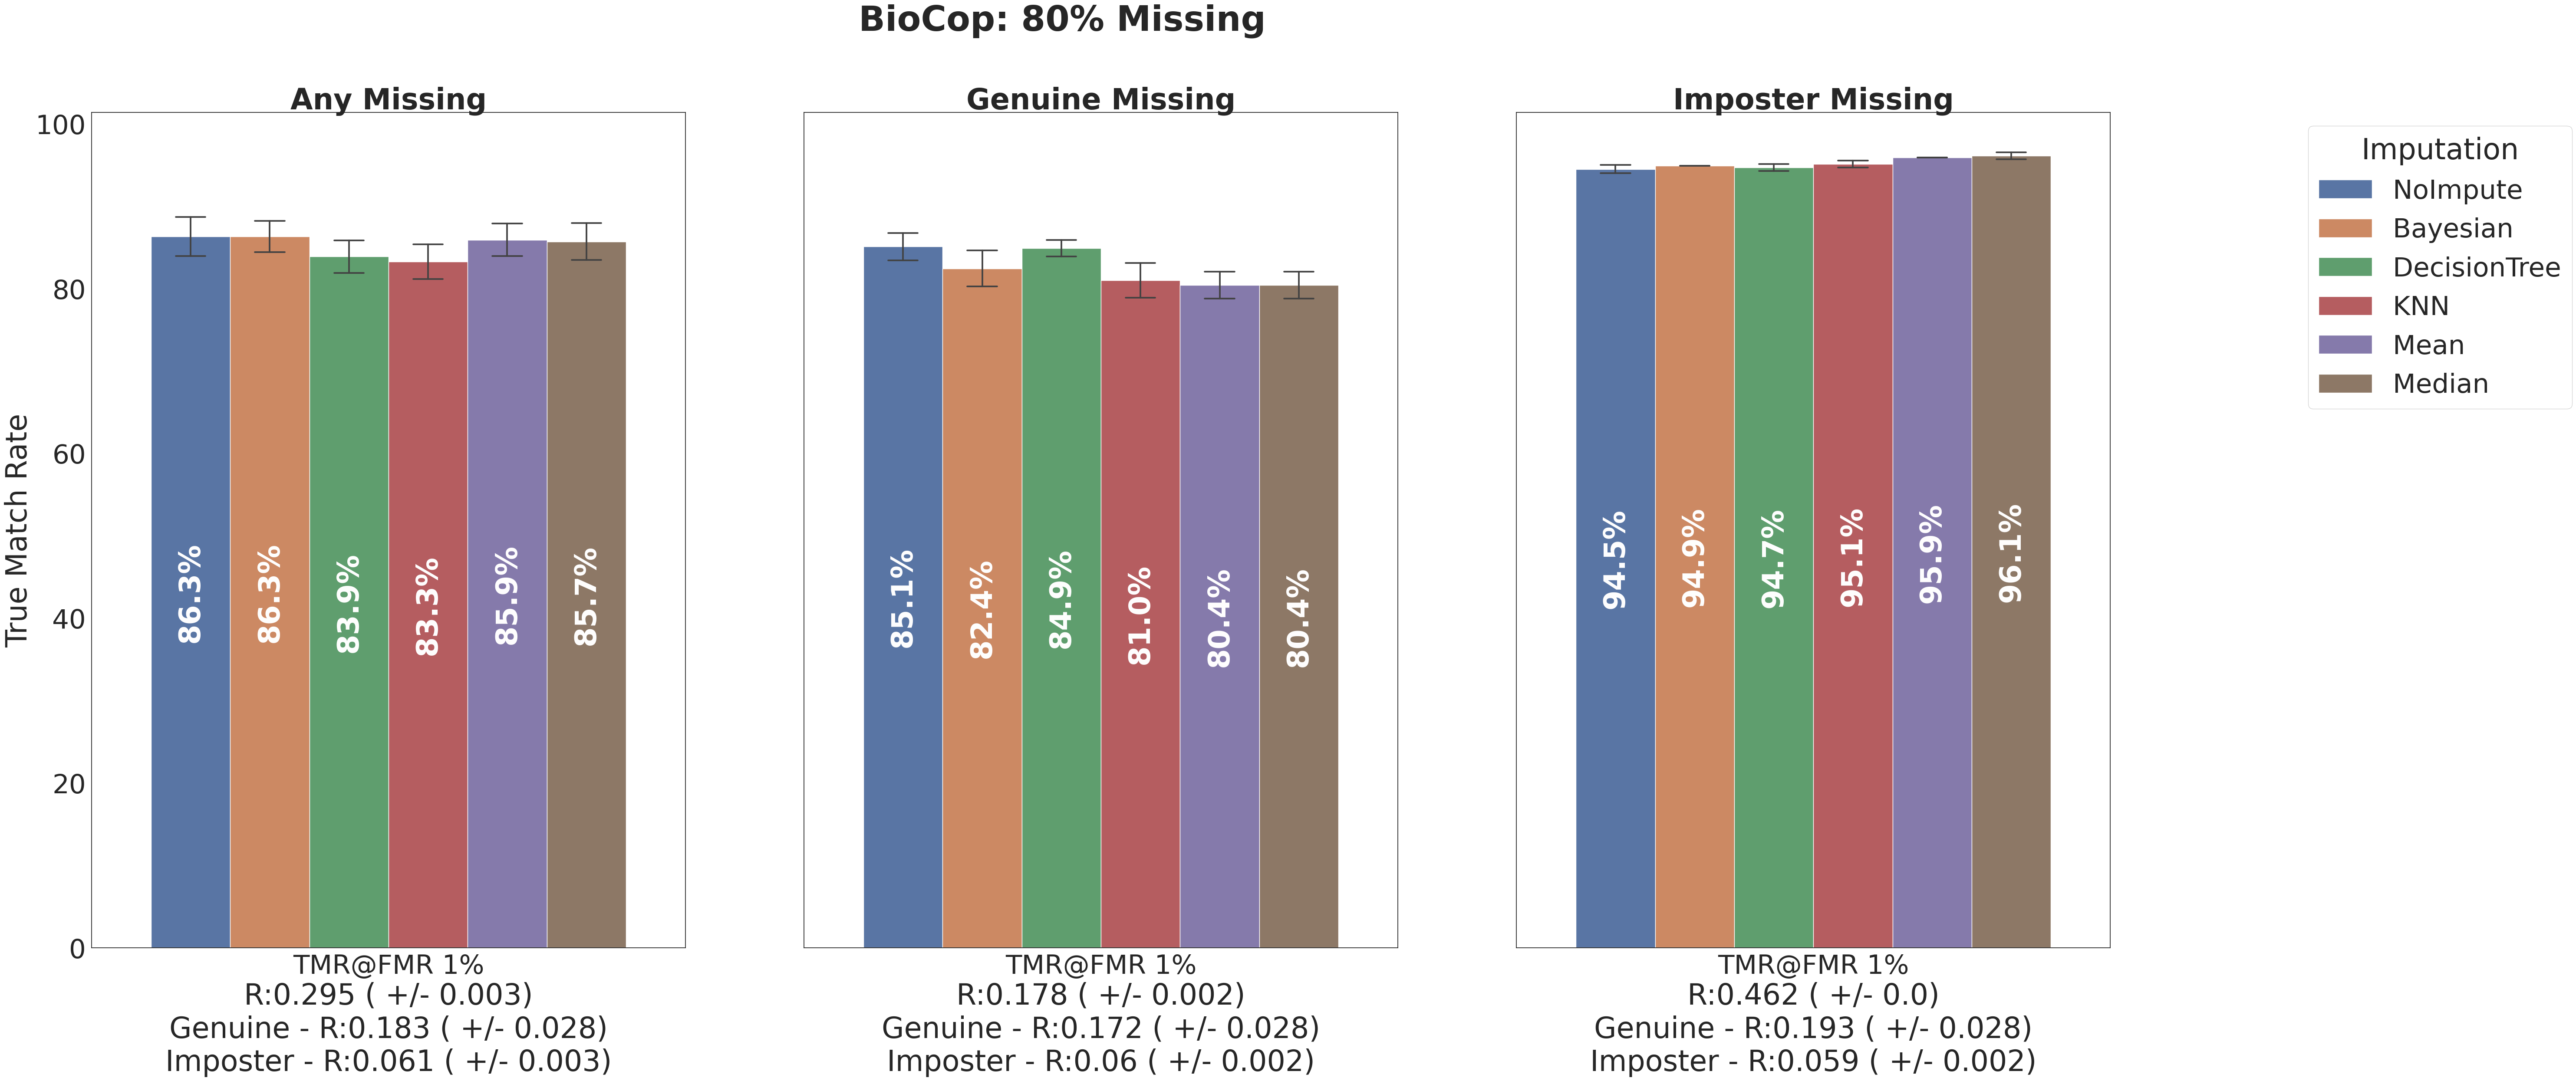 BioCop: 80% Missing
Any Missing
Genuine Missing
Imposter Missing
True Match Rate
100
80
60
40
20
0
86.3%
86.3%
83.9%
83.3%
85.9%
85.7%
85.1%
82.4%
84.9%
81.0%
80.4%
80.4%
94.5%
94.9%
94.7%
95.1%
95.9%
96.1%
TMR@FMR 1%
R:0.295 ( +/- 0.003)
Genuine - R:0.183 ( +/- 0.028)
Imposter - R:0.061 ( +/- 0.003)
TMR@FMR 1%
R:0.178 ( +/- 0.002)
Genuine - R:0.172 ( +/- 0.028)
Imposter - R:0.06 ( +/- 0.002)
TMR@FMR 1%
R:0.462 ( +/- 0.0)
Genuine - R:0.193 ( +/- 0.028)
Imposter - R:0.059 ( +/- 0.002)
Imputation
NoImpute
Bayesian
DecisionTree
KNN
Mean
Median